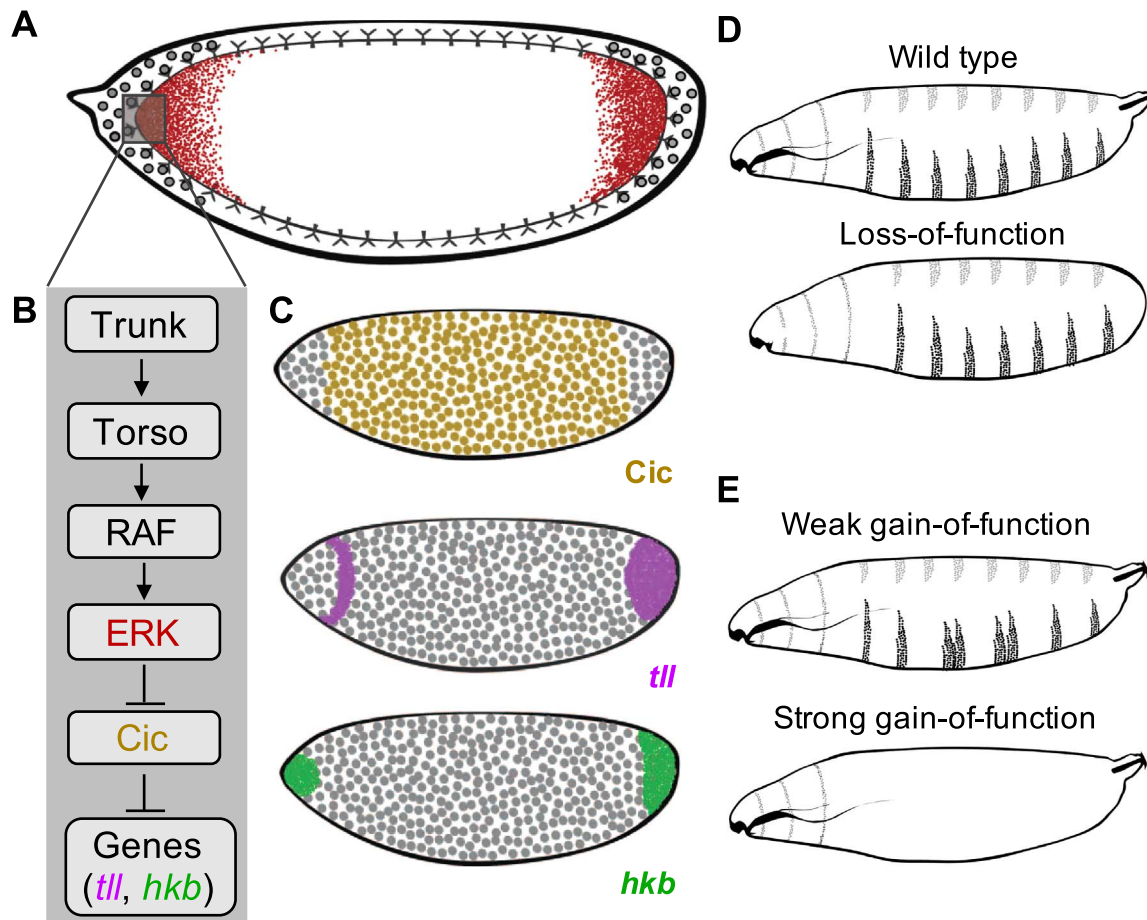 A
B
Trunk
Torso
RAF
ERK
Cic
Genes
(tll, hkb)
C
Cic
tll
hkb
D
Wild type
Loss-of-function
E
Weak gain-of-function
Strong gain-of-function